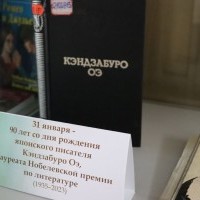 КЭНДЗАБУРО
ОЭ
31 января -
90 лет со дня рождения
японского писателя
Кэндзабуро Оэ,
лауреата Нобелевской премии
по литературе
(1935-2023)